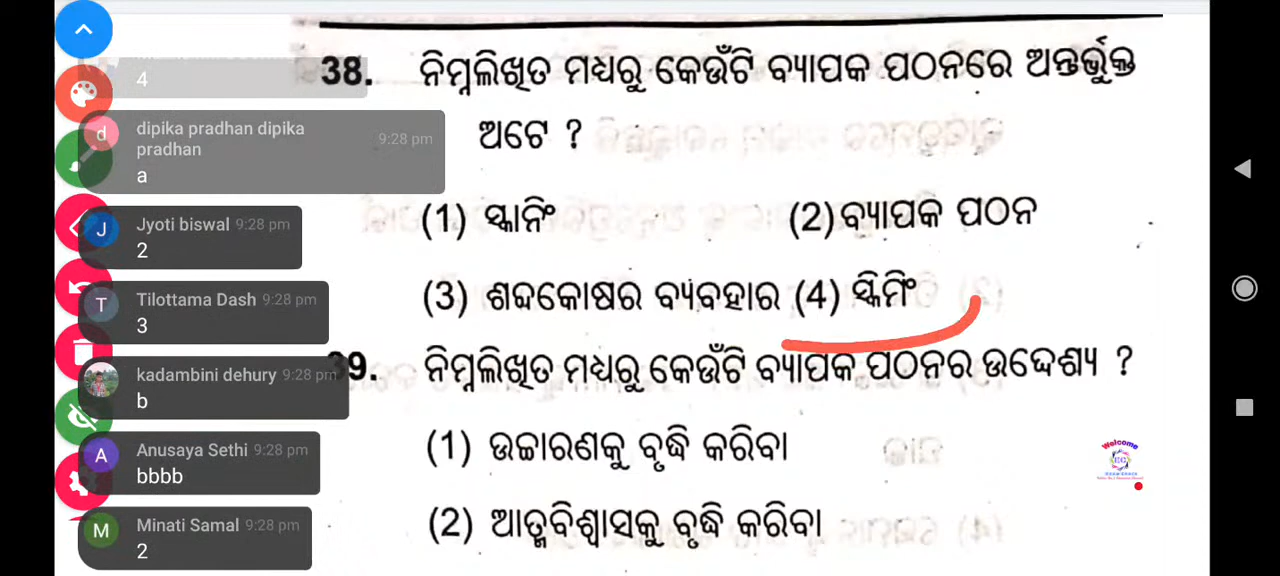 38. ନିମ୍ନଲିଖିତ ମଧ୍ୟରୁ କେଉଁଟି ବ୍ୟାପକ ପଠନରେ ଅନ୍ତର୍ଭୁକ୍ତ
ଅଟେ ?
(1) ସ୍କାନିଂ (2) ବ୍ୟାପକ ପଠନ
(3) ଶବ୍ଦକୋଷର ବ୍ୟବହାର (4) ସ୍କିମିଂ
39. ନିମ୍ନଲିଖିତ ମଧ୍ୟରୁ କେଉଁଟି ବ୍ୟାପକ ପଠନର ଉଦ୍ଦେଶ୍ୟ ?
(1) ଉଚ୍ଚାରଣକୁ ବୃଦ୍ଧି କରିବା
(2) ଆତ୍ମବିଶ୍ୱାସକୁ ବୃଦ୍ଧି କରିବା
4
dipika pradhan dipika
pradhan 9:28 pm
a
Jyoti biswal 9:28 pm
2
Tilottama Dash 9:28 pm
3
kadambini dehury 9:28 pm
b
Anusaya Sethi 9:28 pm
bbbb
Minati Samal 9:28 pm
2
d
J
T
A
M
Welcome